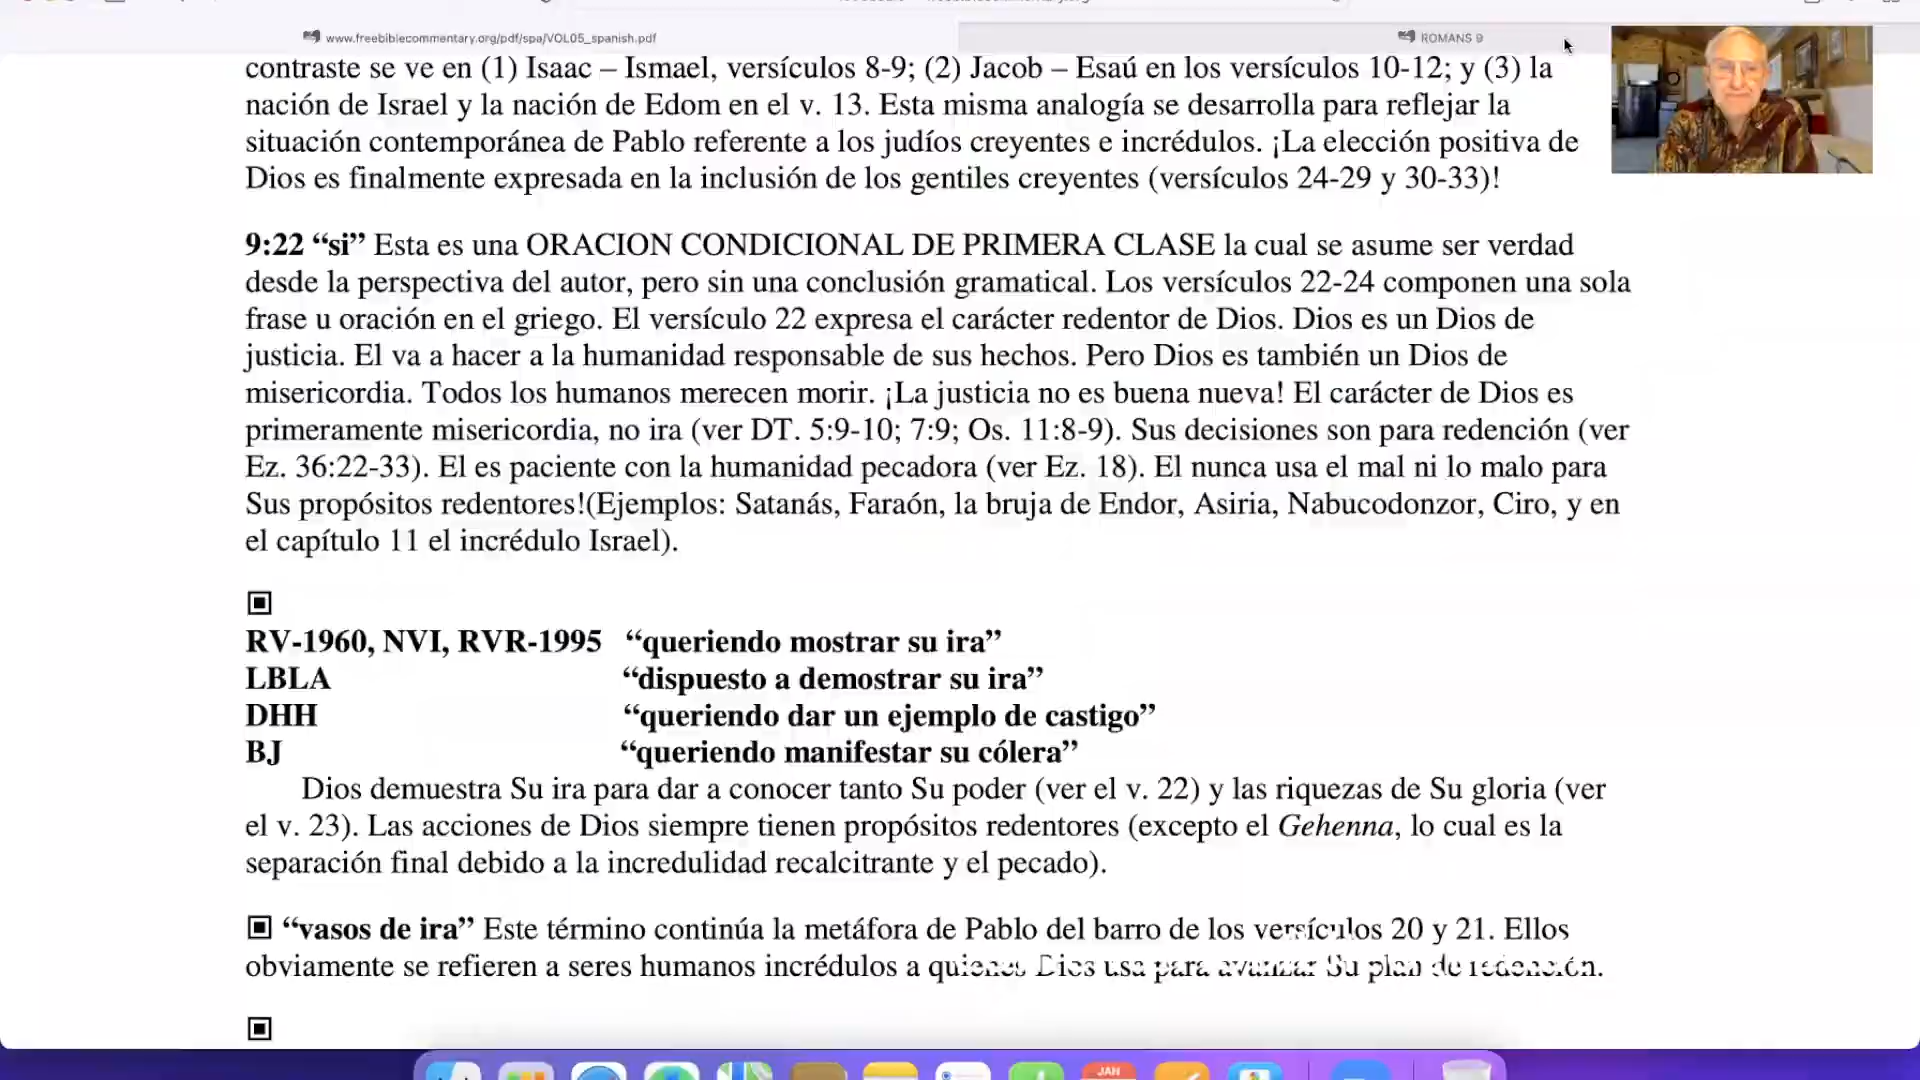 www.freebiblecommentary.org/pdf/spa/VOL05_spanish.pdf
ROMANS 9
contraste se ve en (1) Isaac – Ismael, versículos 8-9; (2) Jacob – Esaú en los versículos 10-12; y (3) la
nación de Israel y la nación de Edom en el v. 13. Esta misma analogía se desarrolla para reflejar la
situación contemporánea de Pablo referente a los judíos creyentes e incrédulos. ¡La elección positiva de
Dios es finalmente expresada en la inclusión de los gentiles creyentes (versículos 24-29 y 30-33)!
9:22 “si” Esta es una ORACION CONDICIONAL DE PRIMERA CLASE la cual se asume ser verdad
desde la perspectiva del autor, pero sin una conclusión gramatical. Los versículos 22-24 componen una sola
frase u oración en el griego. El versículo 22 expresa el carácter redentor de Dios. Dios es un Dios de
justicia. El va a hacer a la humanidad responsable de sus hechos. Pero Dios es también un Dios de
misericordia. Todos los humanos merecen morir. ¡La justicia no es buena nueva! El carácter de Dios es
primeramente misericordia, no ira (ver DT. 5:9-10; 7:9; Os. 11:8-9). Sus decisiones son para redención (ver
Ez. 36:22-33). El es paciente con la humanidad pecadora (ver Ez. 18). El nunca usa el mal ni lo malo para
Sus propósitos redentores!(Ejemplos: Satanás, Faraón, la bruja de Endor, Asiria, Nabucodonzor, Ciro, y en
el capítulo 11 el incrédulo Israel).
RV-1960, NVI, RVR-1995 “queriendo mostrar su ira”
LBLA “dispuesto a demostrar su ira”
DHH “queriendo dar un ejemplo de castigo”
BJ “queriendo manifestar su cólera”
Dios demuestra Su ira para dar a conocer tanto Su poder (ver el v. 22) y las riquezas de Su gloria (ver
el v. 23). Las acciones de Dios siempre tienen propósitos redentores (excepto el Gehenna, lo cual es la
separación final debido a la incredulidad recalcitrante y el pecado).
“vasos de ira” Este término continúa la metáfora de Pablo del barro de los versículos 20 y 21. Ellos
obviamente se refieren a seres humanos incrédulos a quienes Dios usa para avanzar Su plan de redención.
JAN